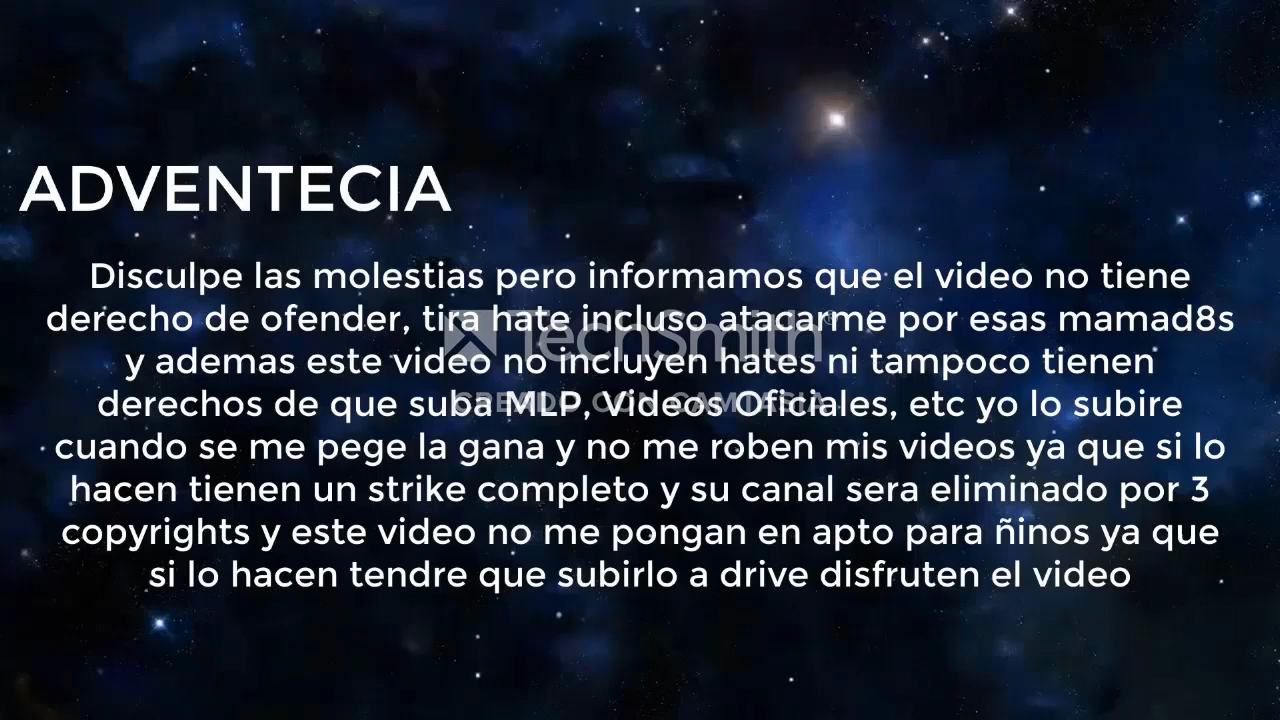 ADVENTECIA
Disculpe las molestias pero informamos que el video no tiene
derecho de ofender, tira hate incluso atacarme por esas mamad8s
y ademas este video no incluyen hates ni tampoco tienen
derechos de que suba MLP, Videos Oficiales, etc yo lo subire
cuando se me pege la gana y no me roben mis videos ya que si lo
hacen tienen un strike completo y su canal sera eliminado por 3
copyrights y este video no me pongan en apto para ñinos ya que
si lo hacen tendre que subirlo a drive disfruten el video
TechSmith®
CREADO CON CAMTASIA